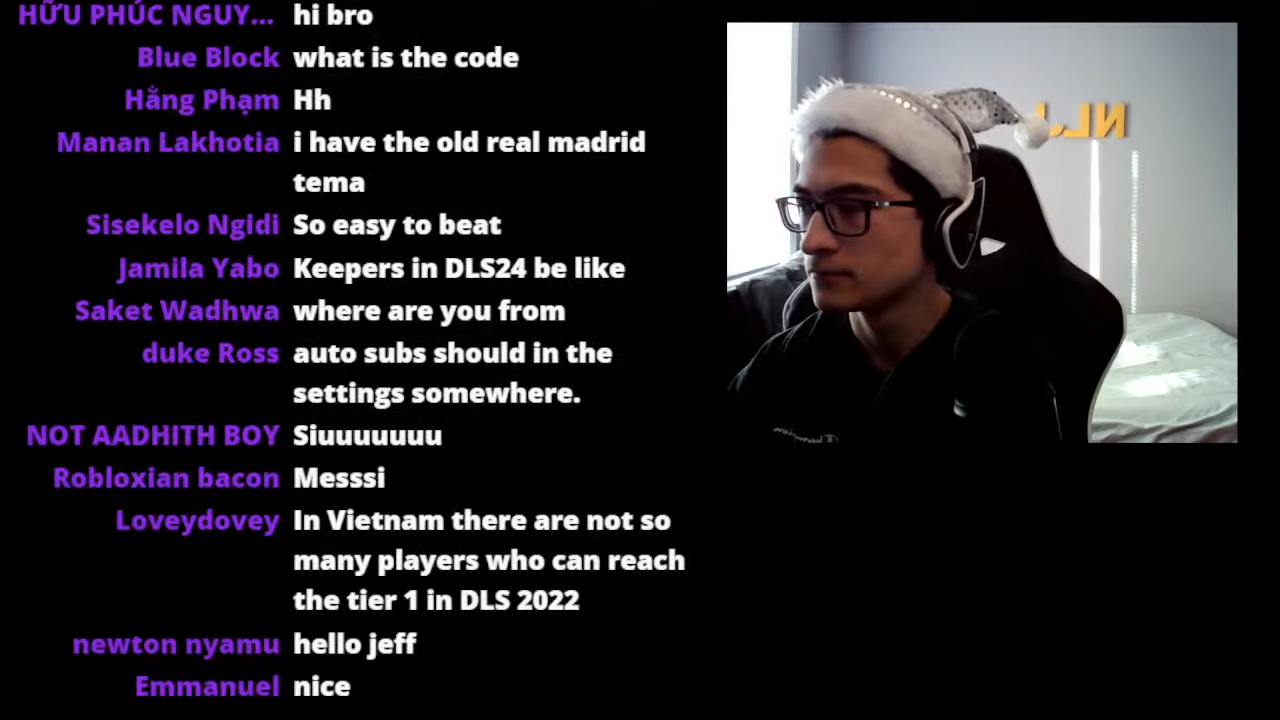 HỮU PHÚC NGUY... hi bro
Blue Block what is the code
Hằng Phạm Hh
Manan Lakhotia i have the old real madrid
tema
Sisekelo Ngidi So easy to beat
Jamila Yabo Keepers in DLS24 be like
Saket Wadhwa where are you from
duke Ross auto subs should in the
settings somewhere.
NOT AADHITH BOY Siuuuuuuu
Robloxian bacon Messsi
Loveydovey In Vietnam there are not so
many players who can reach
the tier 1 in DLS 2022
newton nyamu hello jeff
Emmanuel nice